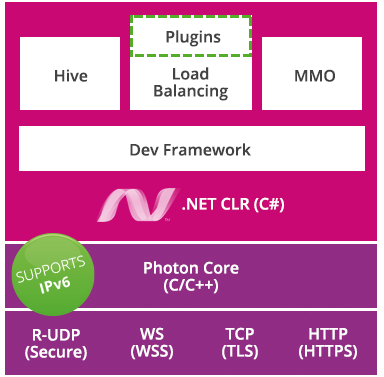 Plugins
Hive
Load
Balancing
MMO
Dev Framework
.NET CLR (C#)
SUPPORTS
IPv6
Photon Core
(C/C++)
R-UDP
(Secure)
WS
(WSS)
TCP
(TLS)
HTTP
(HTTPS)